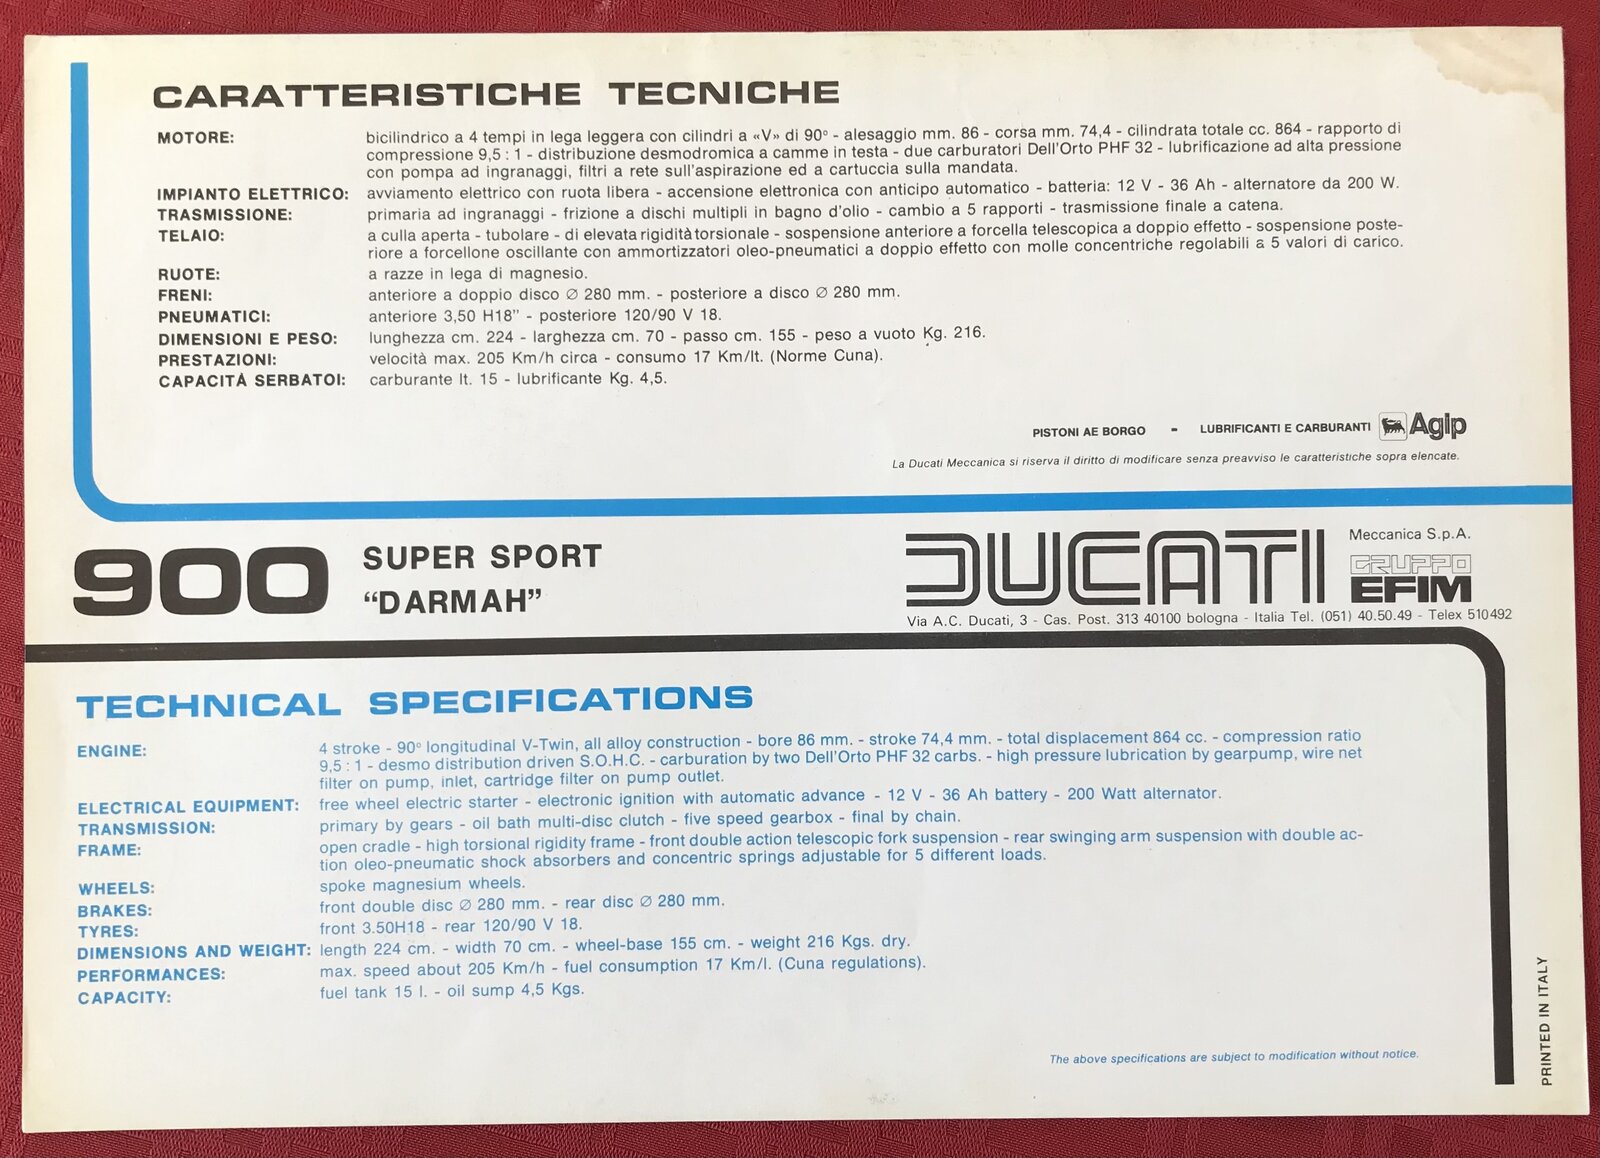 CARATTERISTICHE TECNICHE
MOTORE: bicilindrico a 4 tempi in lega leggera con cilindri a «V» di 90° - alesaggio mm. 86 - corsa mm. 74,4 - cilindrata totale cc. 864 - rapporto di
compressione 9,5 : 1 - distribuzione desmodromica a camme in testa - due carburatori Dell'Orto PHF 32 - lubrificazione ad alta pressione
con pompa ad ingranaggi, filtri a rete sull'aspirazione ed a cartuccia sulla mandata.
IMPIANTO ELETTRICO: avviamento elettrico con ruota libera - accensione elettronica con anticipo automatico - batteria: 12 V - 36 Ah - alternatore da 200 W.
TRASMISSIONE: primaria ad ingranaggi - frizione a dischi multipli in bagno d'olio - cambio a 5 rapporti - trasmissione finale a catena.
TELAIO: a culla aperta - tubolare - di elevata rigidità torsionale - sospensione anteriore a forcella telescopica a doppio effetto - sospensione poste-
riore a forcellone oscillante con ammortizzatori oleo-pneumatici a doppio effetto con molle concentriche regolabili a 5 valori di carico.
RUOTE: a razze in lega di magnesio.
FRENI: anteriore a doppio disco ∅ 280 mm. - posteriore a disco ∅ 280 mm.
PNEUMATICI: anteriore 3,50 H18" - posteriore 120/90 V 18.
DIMENSIONI E PESO: lunghezza cm. 224 - larghezza cm. 70 - passo cm. 155 - peso a vuoto Kg. 216.
PRESTAZIONI: velocità max. 205 Km/h circa - consumo 17 Km/lt. (Norme Cuna).
CAPACITÀ SERBATOI: carburante lt. 15 - lubrificante Kg. 4,5.
PISTONI AE BORGO - LUBRIFICANTI E CARBURANTI Agip
La Ducati Meccanica si riserva il diritto di modificare senza preavviso le caratteristiche sopra elencate.
900 SUPER SPORT
"DARMAH"
DUCATI Meccanica S.p.A.
GRUPPO
EFIM
Via A.C. Ducati, 3 - Cas. Post. 313 40100 bologna - Italia Tel. (051) 40.50.49 - Telex 510492
TECHNICAL SPECIFICATIONS
ENGINE: 4 stroke - 90° longitudinal V-Twin, all alloy construction - bore 86 mm. - stroke 74,4 mm. - total displacement 864 cc. - compression ratio
9,5 : 1 - desmo distribution driven S.O.H.C. - carburation by two Dell'Orto PHF 32 carbs. - high pressure lubrication by gearpump, wire net
filter on pump, inlet, cartridge filter on pump outlet.
ELECTRICAL EQUIPMENT: free wheel electric starter - electronic ignition with automatic advance - 12 V - 36 Ah battery - 200 Watt alternator.
TRANSMISSION: primary by gears - oil bath multi-disc clutch - five speed gearbox - final by chain.
FRAME: open cradle - high torsional rigidity frame - front double action telescopic fork suspension - rear swinging arm suspension with double ac-
tion oleo-pneumatic shock absorbers and concentric springs adjustable for 5 different loads.
WHEELS: spoke magnesium wheels.
BRAKES: front double disc ∅ 280 mm. - rear disc ∅ 280 mm.
TYRES: front 3.50H18 - rear 120/90 V 18.
DIMENSIONS AND WEIGHT: length 224 cm. - width 70 cm. - wheel-base 155 cm. - weight 216 Kgs. dry.
PERFORMANCES: max. speed about 205 Km/h - fuel consumption 17 Km/l. (Cuna regulations).
CAPACITY: fuel tank 15 l. - oil sump 4,5 Kgs.
The above specifications are subject to modification without notice.
PRINTED IN ITALY